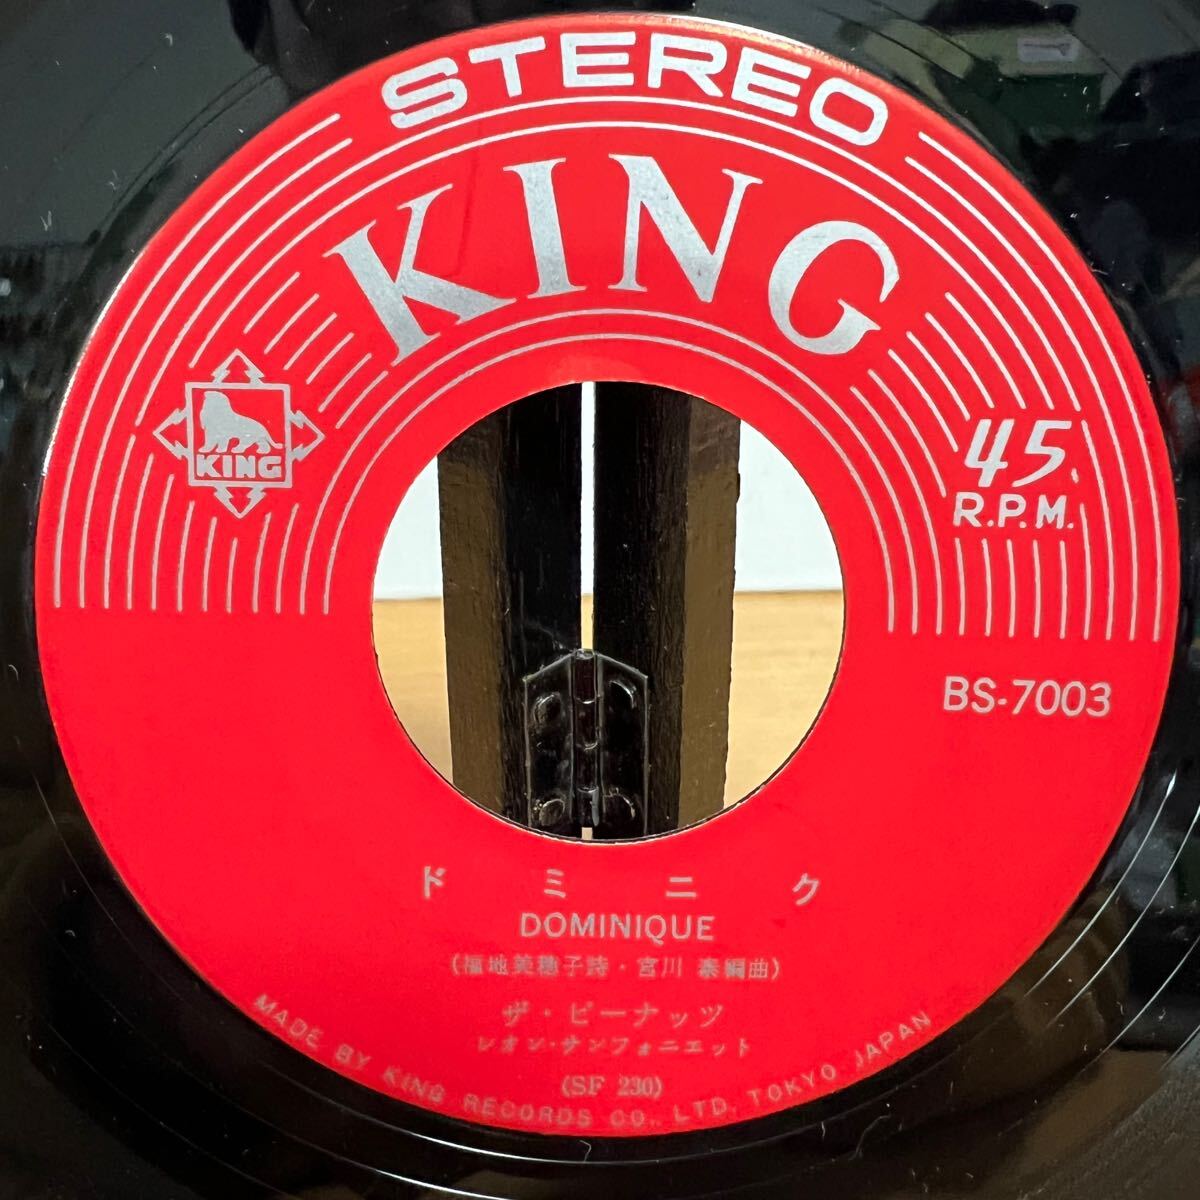 STEREO
KING
KING
45
R.P.M.
BS-7003
ドミニク
DOMINIQUE
(福地美穂子詩・宮川 泰編曲)
ザ・ピーナッツ
レオン・サンフォニエット
(SF 230)
MADE BY KING RECORDS CO., LTD. TOKYO JAPAN